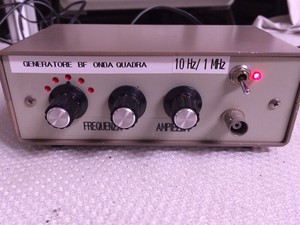 GENERATORE BF ONDA QUADRA
10 Hz/1 MHz
FREQUENZA
AMPIEZZA